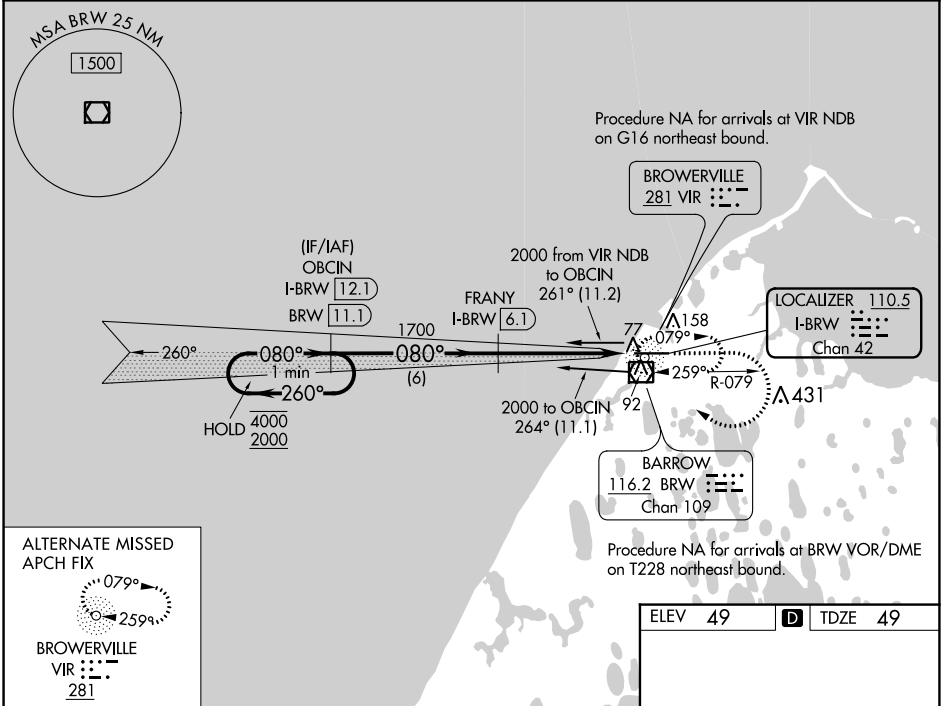 MSA BRW 25 NM
1500
Procedure NA for arrivals at VIR NDB
on G16 northeast bound.
BROWERVILLE
281 VIR
(IF/IAF)
OBCIN
I-BRW 12.1
BRW 11.1
2000 from VIR NDB
to OBCIN
261° (11.2)
FRANY
I-BRW 6.1
LOCALIZER 110.5
I-BRW
Chan 42
1700
77
158
079°
260°
080°
080°
1 min
(6)
259°
R-079
260°
HOLD 4000
2000
2000 to OBCIN
264° (11.1)
92
431
BARROW
116.2 BRW
Chan 109
Procedure NA for arrivals at BRW VOR/DME
on T228 northeast bound.
ALTERNATE MISSED
APCH FIX
079°
259°
BROWERVILLE
VIR
281
ELEV 49 D TDZE 49